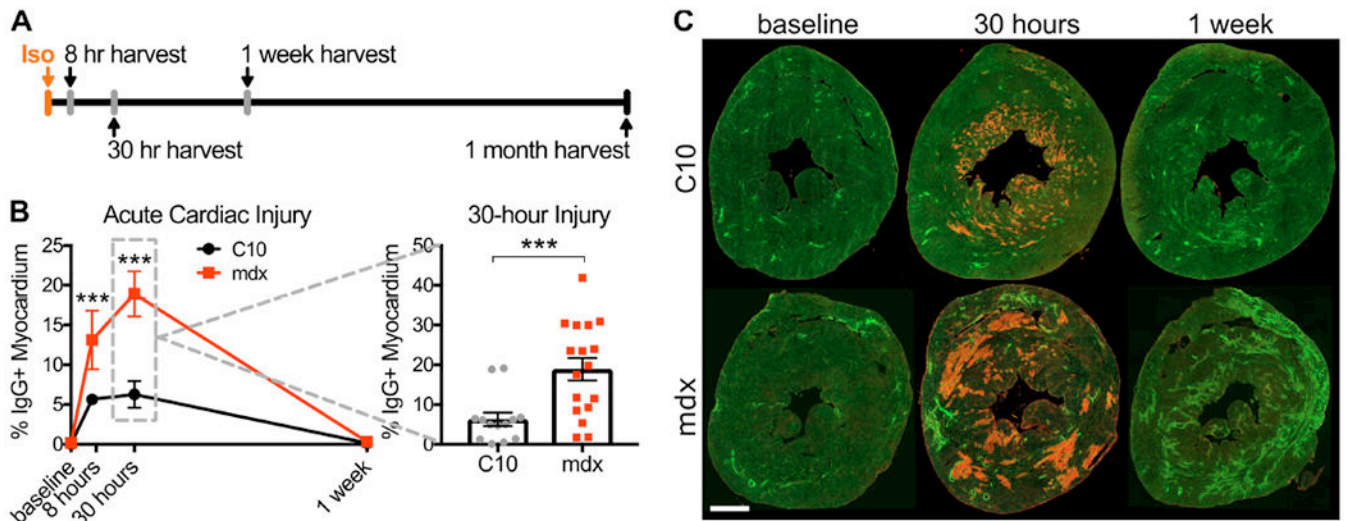 A
Iso
8 hr harvest
1 week harvest
30 hr harvest
1 month harvest
B
Acute Cardiac Injury
% IgG+ Myocardium
25
20
15
10
5
0
C10
mdx
***
***
baseline
8 hours
30 hours
1 week
30-hour Injury
% IgG+ Myocardium
50
40
30
20
10
0
***
C10
mdx
C
baseline
30 hours
1 week
C10
mdx